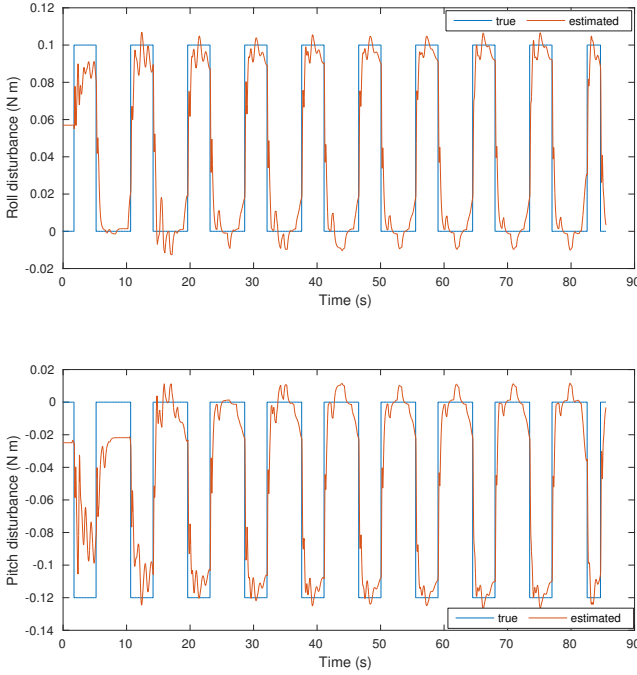 true estimated
0.12
0.1
0.08
0.06
0.04
0.02
0
-0.02
Roll disturbance (N m)
0 10 20 30 40 50 60 70 80 90
Time (s)
0.02
0
-0.02
-0.04
-0.06
-0.08
-0.1
-0.12
-0.14
Pitch disturbance (N m)
true estimated
0 10 20 30 40 50 60 70 80 90
Time (s)